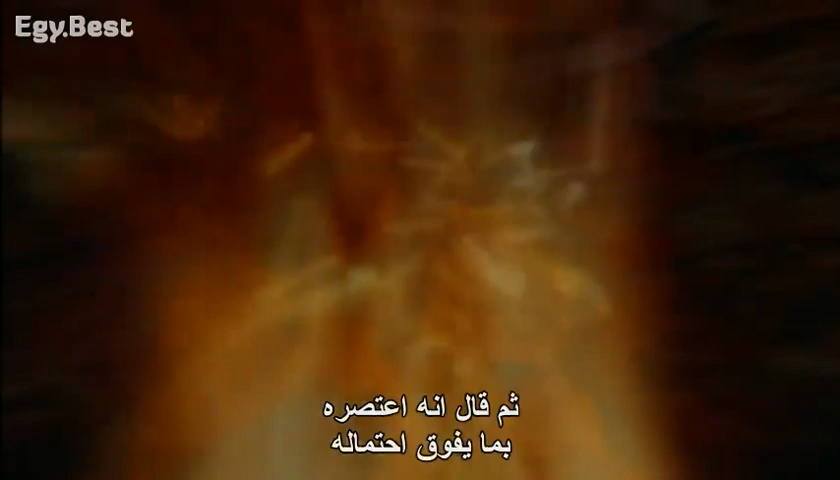 Egy.Best
ثم قال انه اعتصره
بما يفوق احتماله